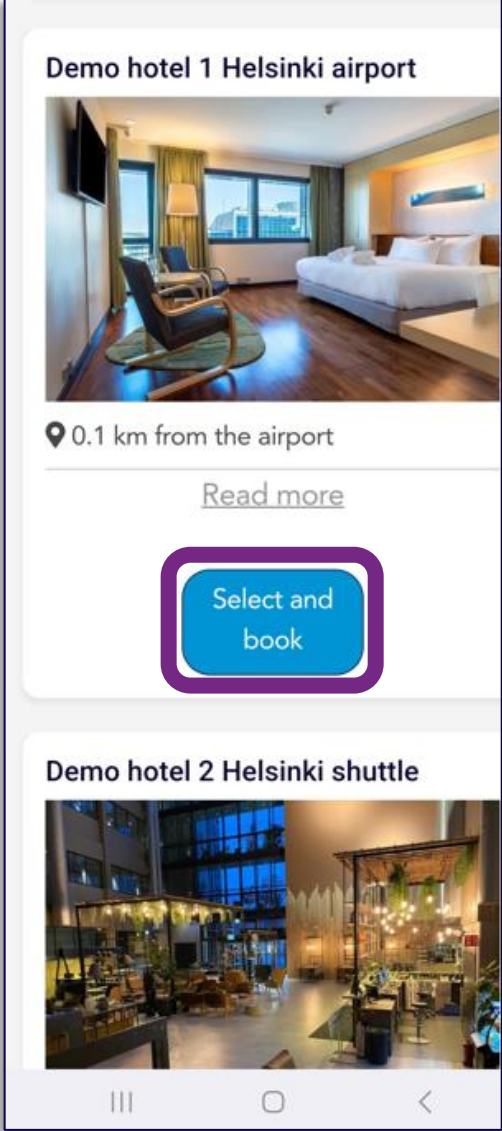 Demo hotel 1 Helsinki airport
0.1 km from the airport
Read more
Select and
book
Demo hotel 2 Helsinki shuttle